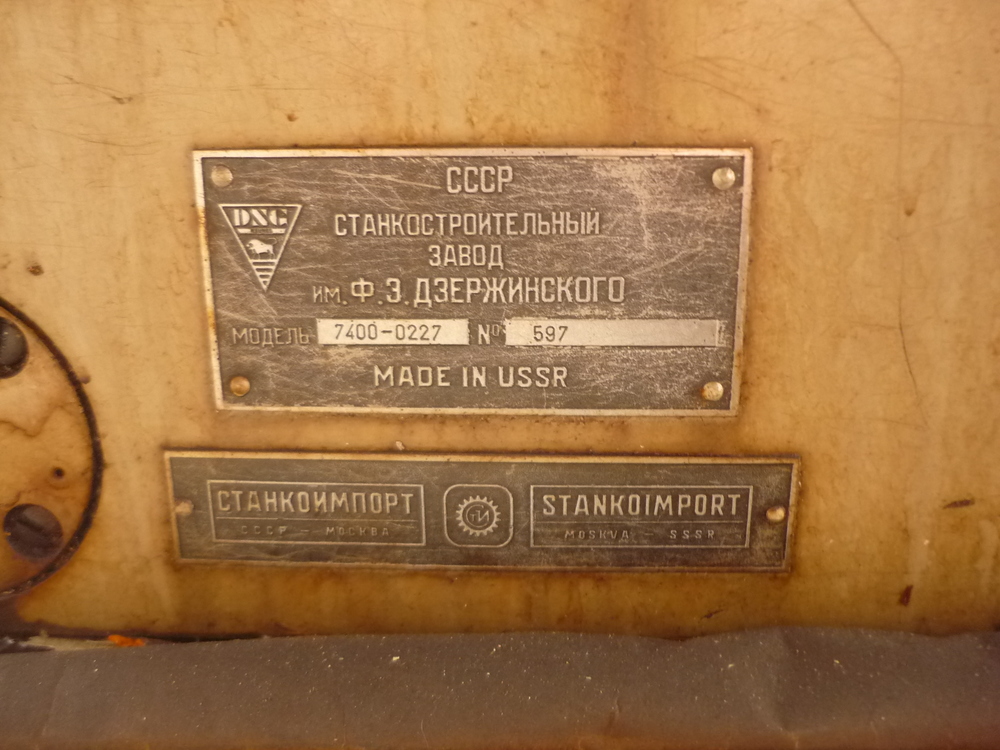 СССР
DNG
СТАНКОСТРОИТЕЛЬНЫЙ
ЗАВОД
ИМ. Ф. Э. ДЗЕРЖИНСКОГО
МОДЕЛЬ 7400-0227 № 597
MADE IN USSR
СТАНКОИМПОРТ
СССР – МОСКВА
STANKOIMPORT
MOSKVA – SSSR